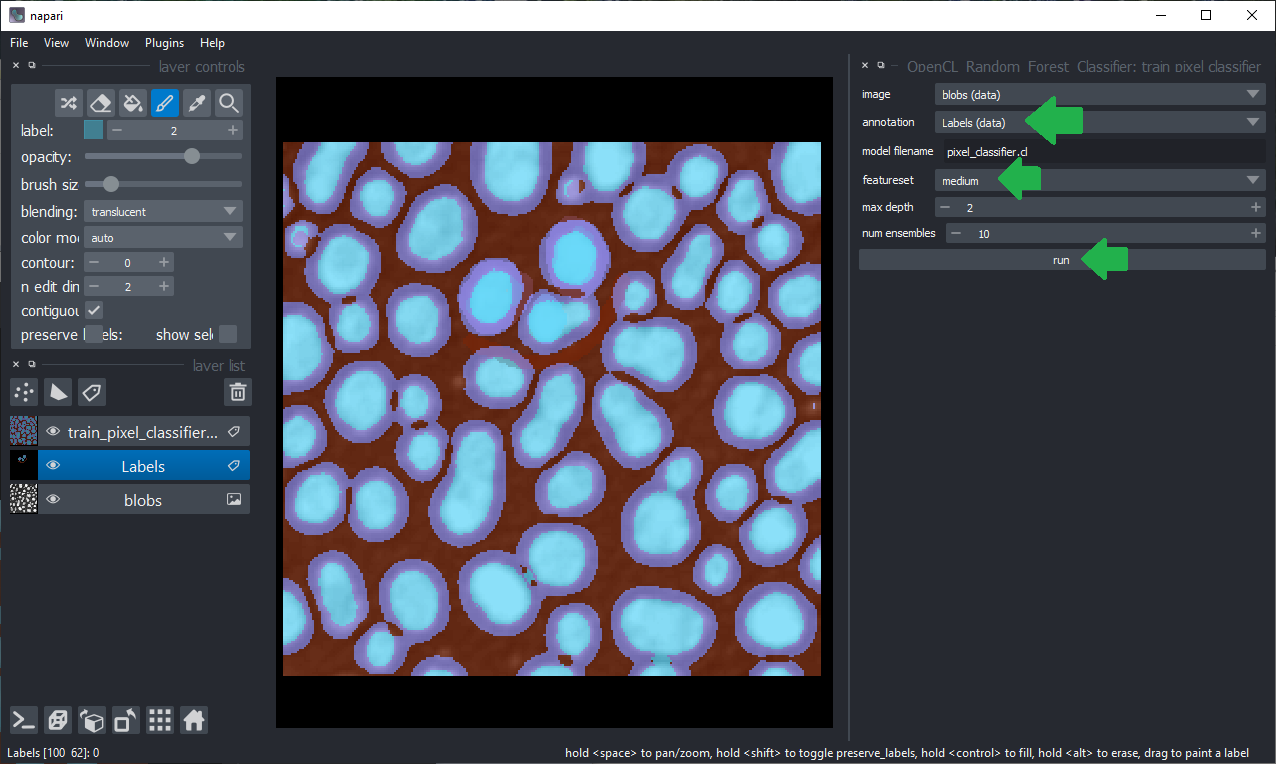 napari
File View Window Plugins Help
layer controls
label: 2
opacity:
brush siz
blending: translucent
color mo auto
contour: 0
n edit din 2
contiguou
preserve l els: show sel
layer list
train_pixel_classifier...
Labels
blobs
OpenCL Random Forest Classifier: train pixel classifier
image blobs (data)
annotation Labels (data)
model filename pixel_classifier.cl
featureset medium
max depth 2
num ensembles 10
run
Labels [100 62]: 0 hold <space> to pan/zoom, hold <shift> to toggle preserve_labels, hold <control> to fill, hold <alt> to erase, drag to paint a label